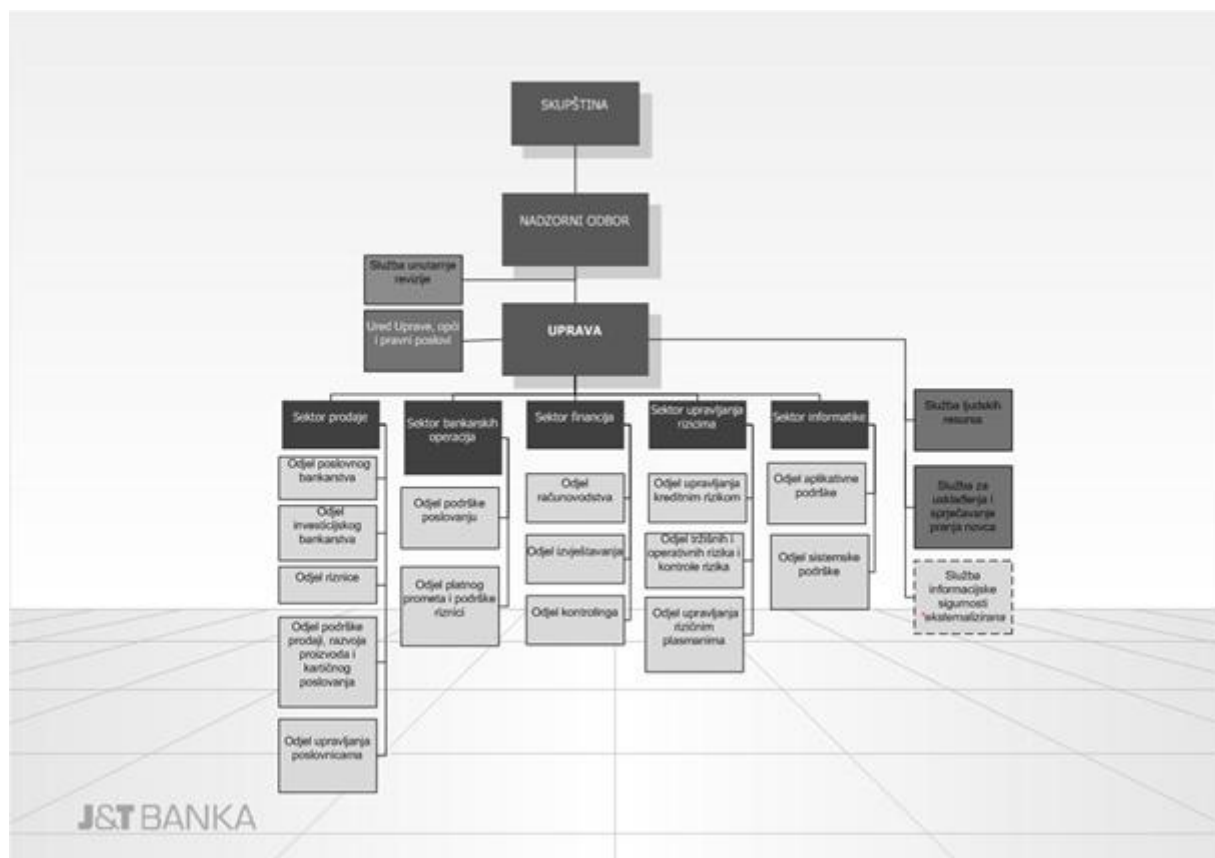 SKUPŠTINA
NADZORNI ODBOR
Služba unutarnje
revizije
Ured Uprave, opći
i pravni poslovi
UPRAVA
Sektor prodaje
Odjel poslovnog
bankarstva
Odjel
investicijskog
bankarstva
Odjel riznice
Odjel podrške
prodaji, razvoja
proizvoda i
kartičnog
poslovanja
Odjel upravljanja
poslovnicama
Sektor bankarskih
operacija
Odjel podrške
poslovanju
Odjel platnog
prometa i podrške
riznici
Sektor financija
Odjel
računovodstva
Odjel izvještavanja
Odjel kontrolinga
Sektor upravljanja
rizicima
Odjel upravljanja
kreditnim rizikom
Odjel tržišnih i
operativnih rizika i
kontrole rizika
Odjel upravljanja
rizičnim
plasmanima
Sektor informatike
Odjel aplikativne
podrške
Odjel sistemske
podrške
Služba ljudskih
resursa
Služba za
usklađenja i
sprječavanje
pranja novca
Služba
informacijske
sigurnosti
*eksternalizirana
J&T BANKA